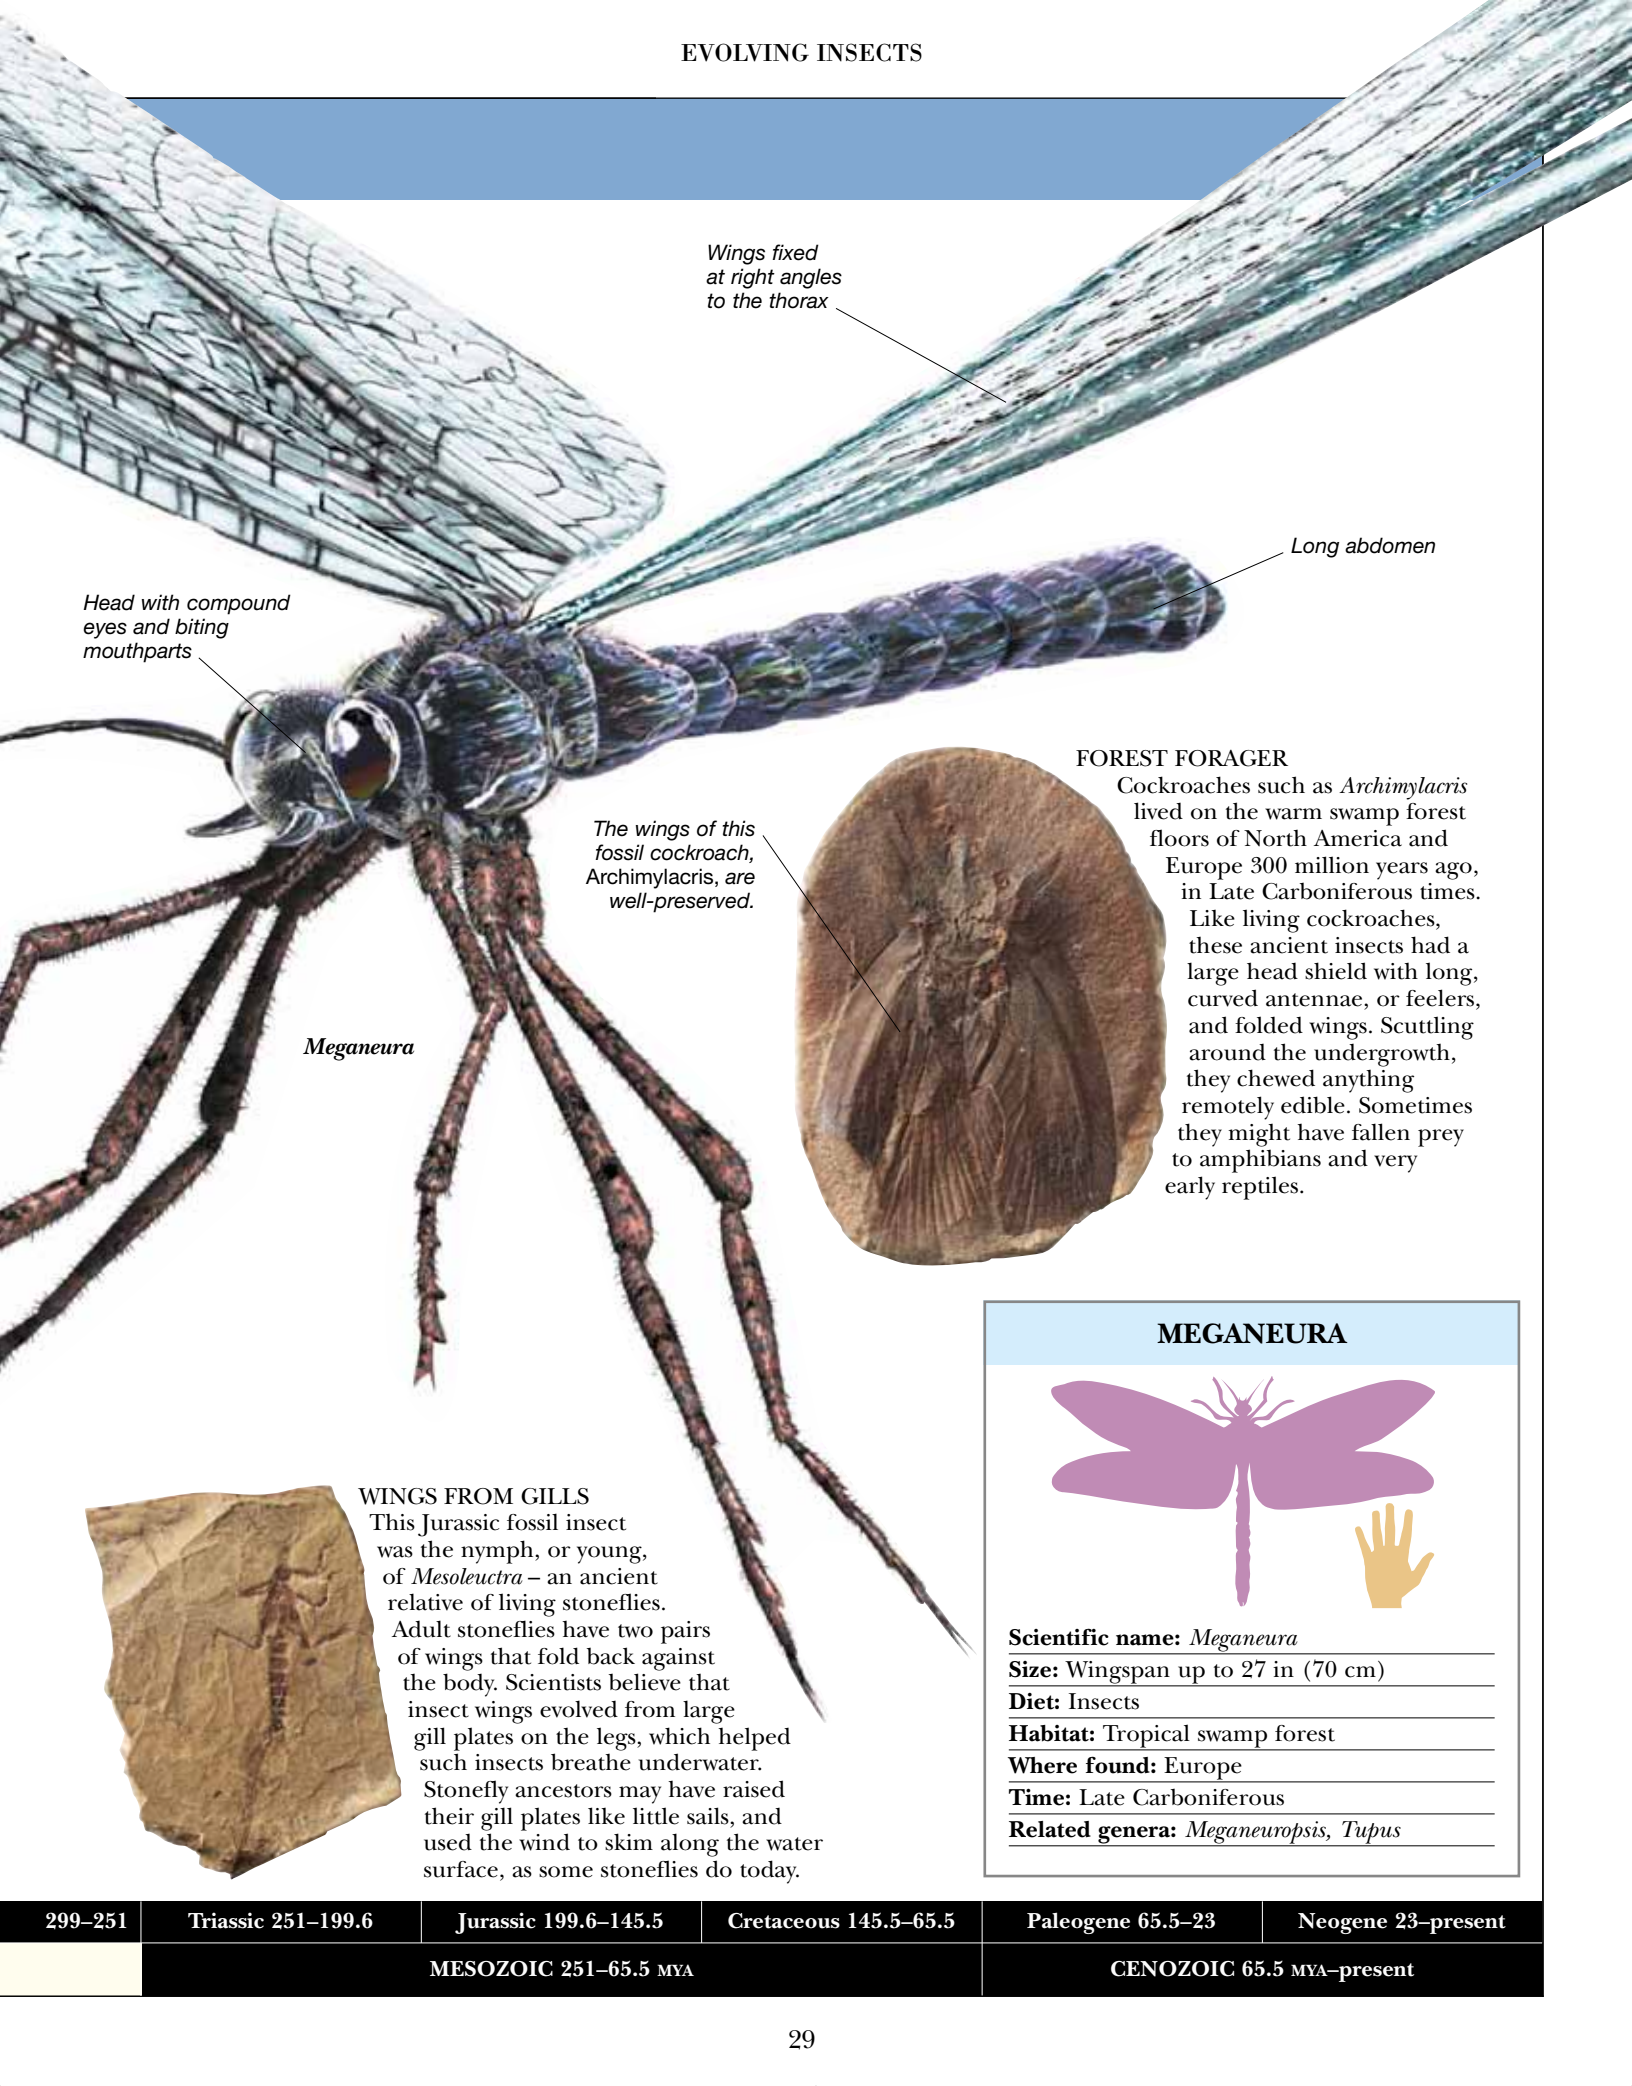 EVOLVING INSECTS
Wings fixed
at right angles
to the thorax
Long abdomen
Head with compound
eyes and biting
mouthparts
FOREST FORAGER
Cockroaches such as Archimylacris
lived on the warm swamp forest
floors of North America and
Europe 300 million years ago,
in Late Carboniferous times.
Like living cockroaches,
these ancient insects had a
large head shield with long,
curved antennae, or feelers,
and folded wings. Scuttling
around the undergrowth,
they chewed anything
remotely edible. Sometimes
they might have fallen prey
to amphibians and very
early reptiles.
The wings of this
fossil cockroach,
Archimylacris, are
well-preserved.
Meganeura
WINGS FROM GILLS
This Jurassic fossil insect
was the nymph, or young,
of Mesoleuctra – an ancient
relative of living stoneflies.
Adult stoneflies have two pairs
of wings that fold back against
the body. Scientists believe that
insect wings evolved from large
gill plates on the legs, which helped
such insects breathe underwater.
Stonefly ancestors may have raised
their gill plates like little sails, and
used the wind to skim along the water
surface, as some stoneflies do today.
MEGANEURA
Scientific name: Meganeura
Size: Wingspan up to 27 in (70 cm)
Diet: Insects
Habitat: Tropical swamp forest
Where found: Europe
Time: Late Carboniferous
Related genera: Meganeuropsis, Tupus
299–251 Triassic 251–199.6 Jurassic 199.6–145.5 Cretaceous 145.5–65.5 Paleogene 65.5–23 Neogene 23–present
MESOZOIC 251–65.5 MYA CENOZOIC 65.5 MYA–present
29